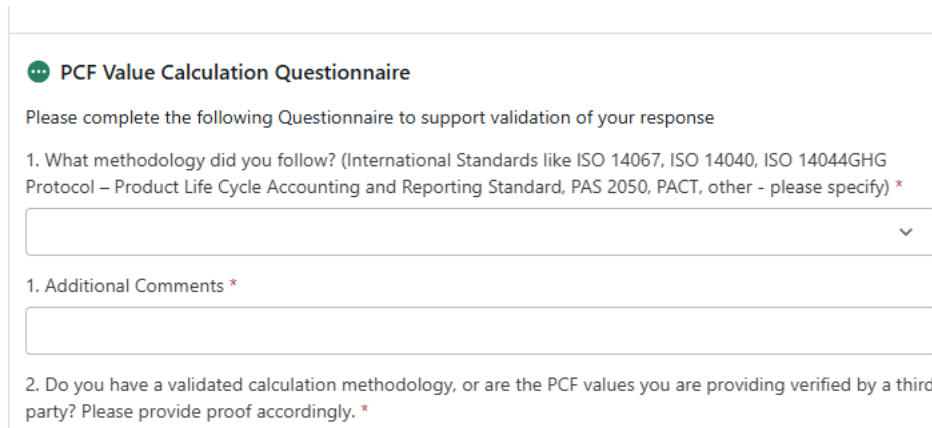 PCF Value Calculation Questionnaire
Please complete the following Questionnaire to support validation of your response
1. What methodology did you follow? (International Standards like ISO 14067, ISO 14040, ISO 14044GHG
Protocol – Product Life Cycle Accounting and Reporting Standard, PAS 2050, PACT, other - please specify) *
1. Additional Comments *
2. Do you have a validated calculation methodology, or are the PCF values you are providing verified by a third
party? Please provide proof accordingly. *